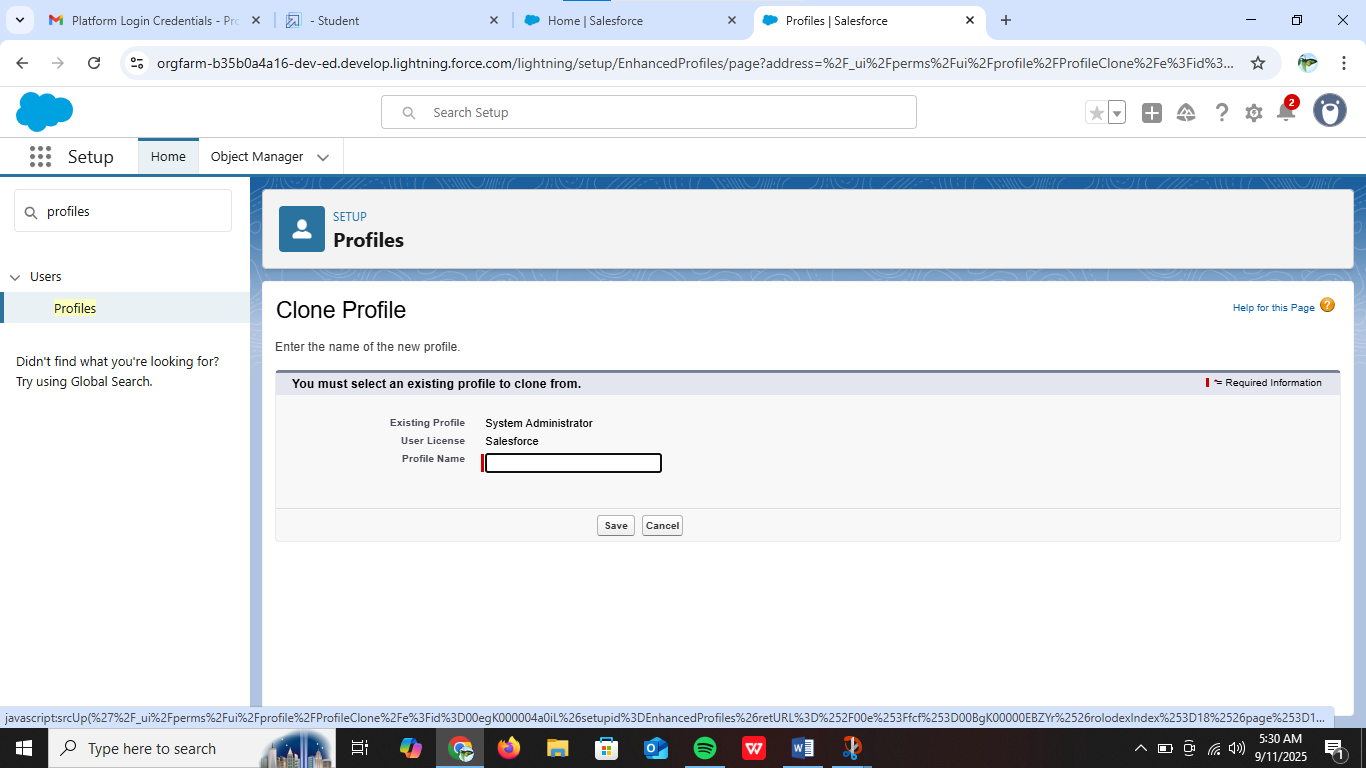 Platform Login Credentials - Pro
- Student
Home | Salesforce
Profiles | Salesforce
orgfarm-b35b0a4a16-dev-ed.develop.lightning.force.com/lightning/setup/EnhancedProfiles/page?address=%2F_ui%2Fperms%2Fui%2Fprofile%2FProfileClone%2Fe%3Fid%3...
Search Setup
2
Setup
Home
Object Manager
profiles
Users
Profiles
Didn't find what you're looking for?
Try using Global Search.
SETUP
Profiles
Clone Profile
Help for this Page ?
Enter the name of the new profile.
You must select an existing profile to clone from.
*= Required Information
Existing Profile System Administrator
User License Salesforce
Profile Name
Save Cancel
javascript:srcUp(%27%2F_ui%2Fperms%2Fui%2Fprofile%2FProfileClone%2Fe%3Fid%3D00egK000004a0iL%26setupid%3DEnhancedProfiles%26retURL%3D%252F00e%253Ffcf%253D00BgK00000EBZYr%2526rolodexIndex%253D18%2526page%253D1...
Type here to search
5:30 AM
9/11/2025
1